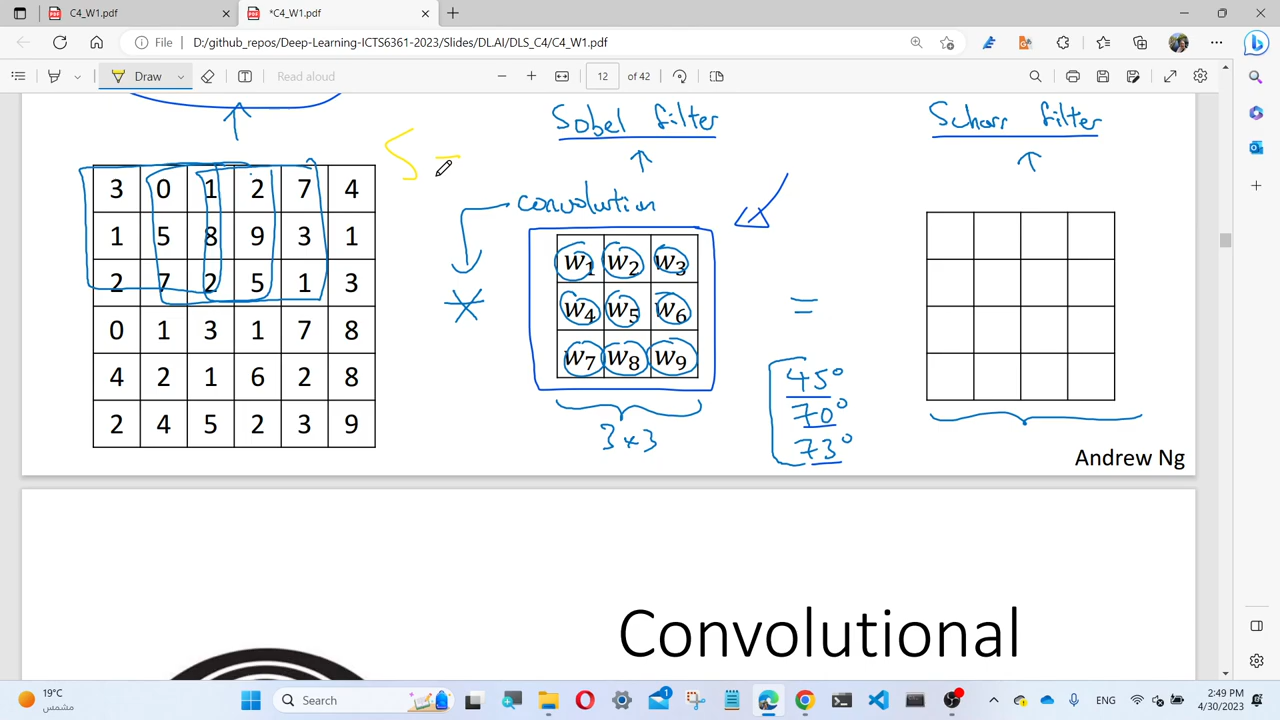 C4_W1.pdf
*C4_W1.pdf
File D:/github_repos/Deep-Learning-ICTS6361-2023/Slides/DL.AI/DLS_C4/C4_W1.pdf
Draw
Read aloud
12 of 42
Sobel filter
Scharr filter
S =
convolution
3 0 1 2 7 4
1 5 8 9 3 1
2 7 2 5 1 3
0 1 3 1 7 8
4 2 1 6 2 8
2 4 5 2 3 9
*
w1 w2 w3
w4 w5 w6
w7 w8 w9
3 × 3
=
45°
70°
73°
Andrew Ng
Convolutional
19°C
مشمس
Search
1
ENG
2:49 PM
4/30/2023